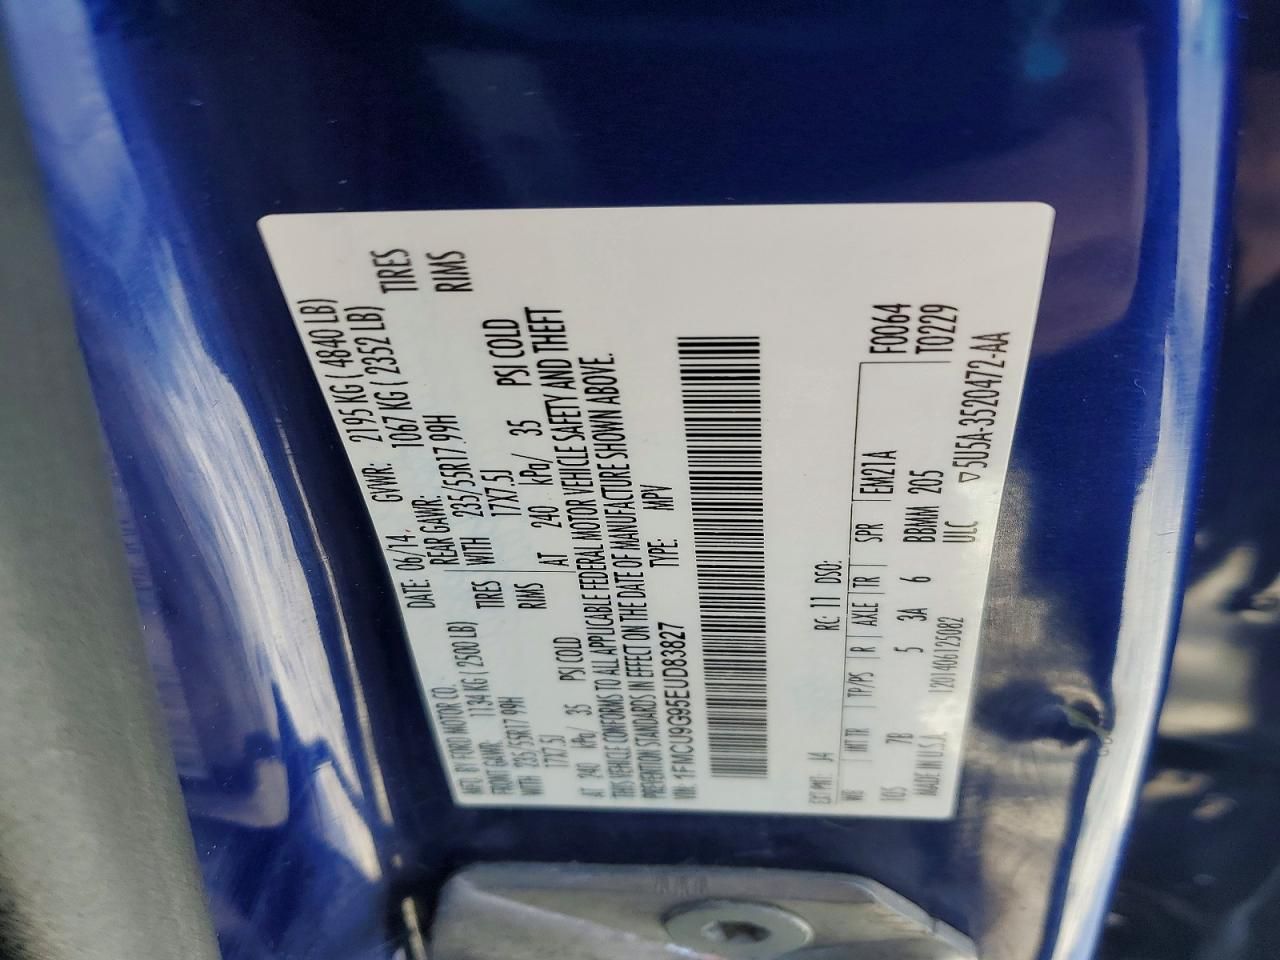 MFD. BY FORD MOTOR CO. DATE: 06/14 GVWR: 2195 KG ( 4840 LB)
FRONT GAWR: 1134 KG ( 2500 LB) REAR GAWR: 1067 KG ( 2352 LB)
WITH 235/55R17 99H TIRES WITH 235/55R17.99H TIRES
17X7.5J RIMS 17X7.5J RIMS
AT 240 kPa/ 35 PSI COLD AT 240 kPa/ 35 PSI COLD
THIS VEHICLE CONFORMS TO ALL APPLICABLE FEDERAL MOTOR VEHICLE SAFETY AND THEFT
PREVENTION STANDARDS IN EFFECT ON THE DATE OF MANUFACTURE SHOWN ABOVE.
VIN: 1FMCU9G95EUD83827 TYPE: MPV
EXT PNT: J4 RC: 11 DSO: F0064
WB INT TR TP/PS R AXLE TR SPR EM21A T0229
105 7B 5 3A 6 BBMM 205
MADE IN U.S.A. 12014061250B2 ULC ▽5U5A-3520472-AA